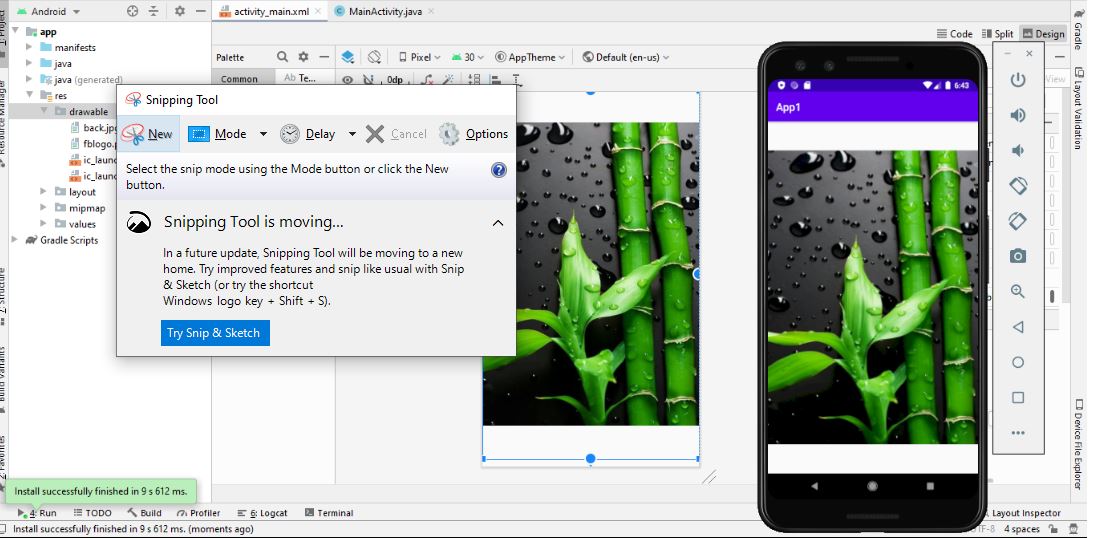 Android
activity_main.xml
MainActivity.java
1: Project
app
manifests
java
java (generated)
res
drawable
back.jpg
fblogo.p
ic_launc
ic_launc
layout
mipmap
values
Gradle Scripts
Resource Manager
Structure
Build Variants
Favorites
Code
Split
Design
Palette
Common
Ab Te...
Pixel
30
AppTheme
Default (en-us)
0dp
Snipping Tool
New
Mode
Delay
Cancel
Options
Select the snip mode using the Mode button or click the New
button.
Snipping Tool is moving...
In a future update, Snipping Tool will be moving to a new
home. Try improved features and snip like usual with Snip
& Sketch (or try the shortcut
Windows logo key + Shift + S).
Try Snip & Sketch
6:43
App1
View
Gradle
Layout Validation
Device File Explorer
Install successfully finished in 9 s 612 ms.
4: Run
TODO
Build
Profiler
6: Logcat
Terminal
Layout Inspector
Install successfully finished in 9 s 612 ms. (moments ago)
UTF-8
4 spaces